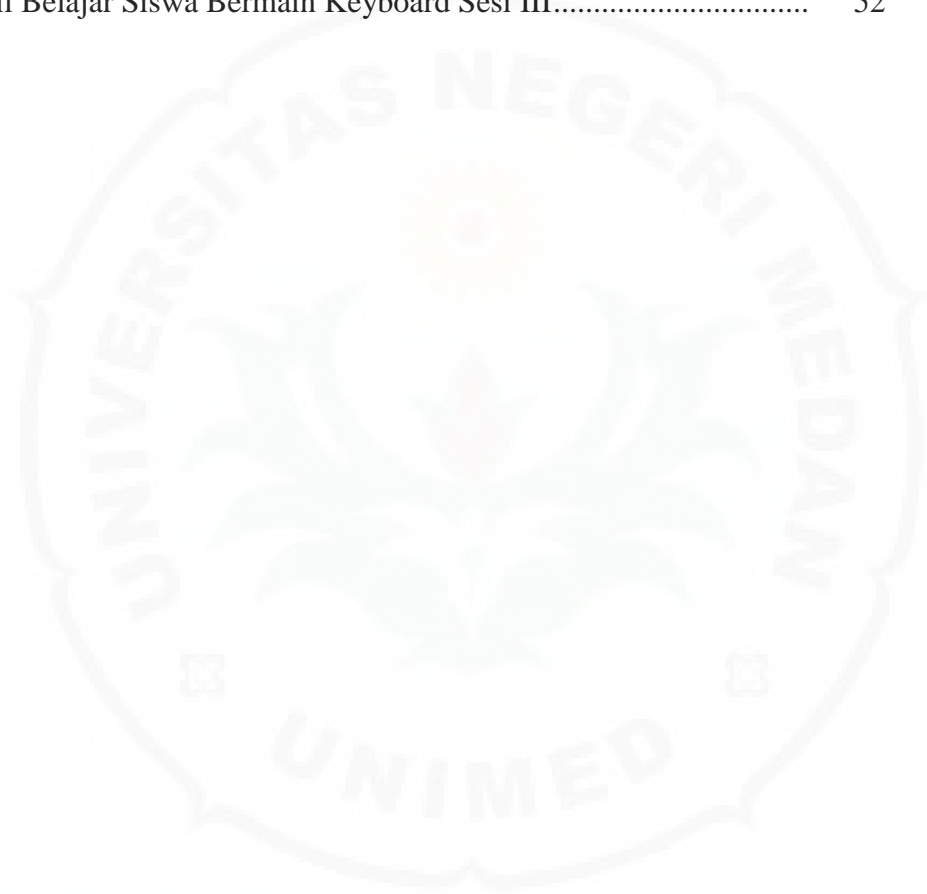 Belajar Siswa Bermain Keyboard Sesi III................................ 52
UNIVERSITAS NEGERI MEDAN
UNIMED